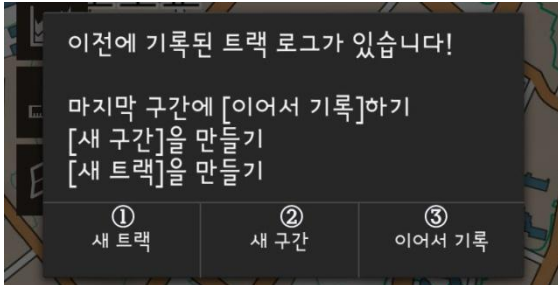 이전에 기록된 트랙 로그가 있습니다!
마지막 구간에 [이어서 기록]하기
[새 구간]을 만들기
[새 트랙]을 만들기
① ② ③
새 트랙 새 구간 이어서 기록